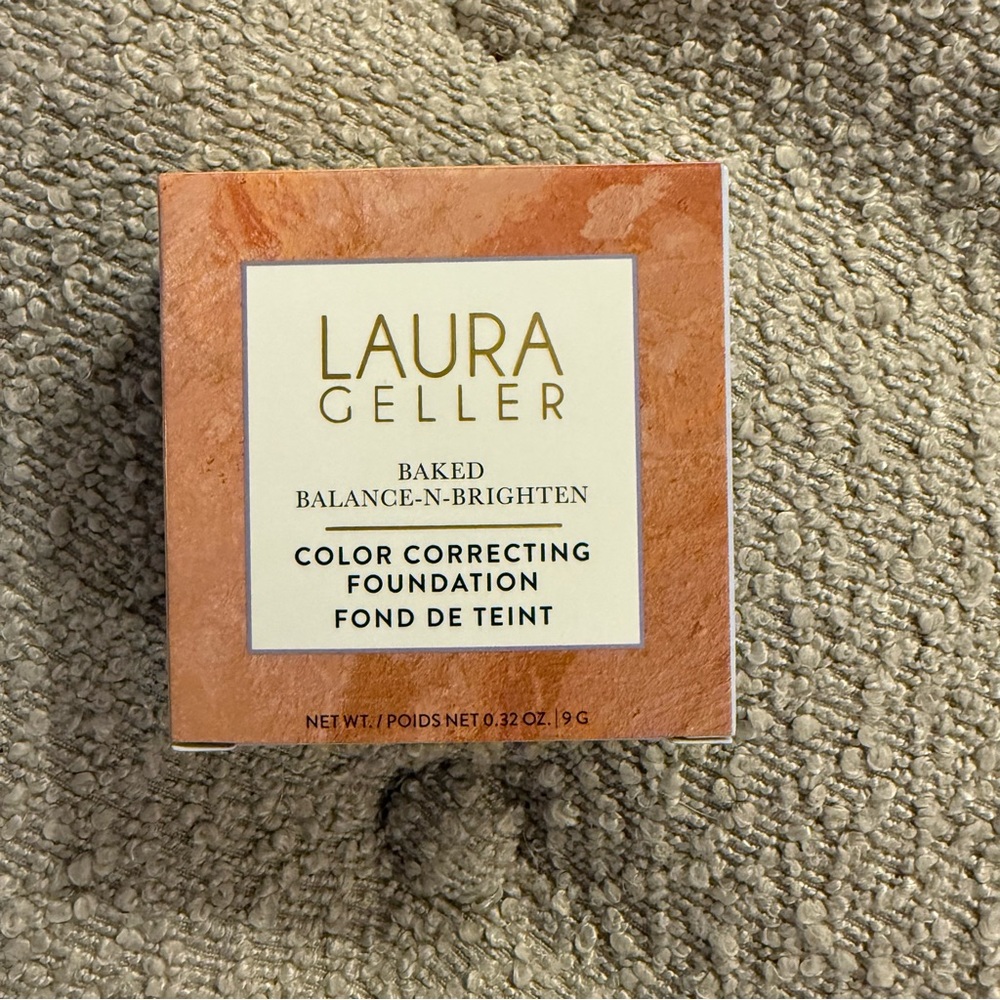 LAURA
GELLER
BAKED
BALANCE-N-BRIGHTEN
COLOR CORRECTING
FOUNDATION
FOND DE TEINT
NET WT. / POIDS NET 0.32 OZ. | 9 G